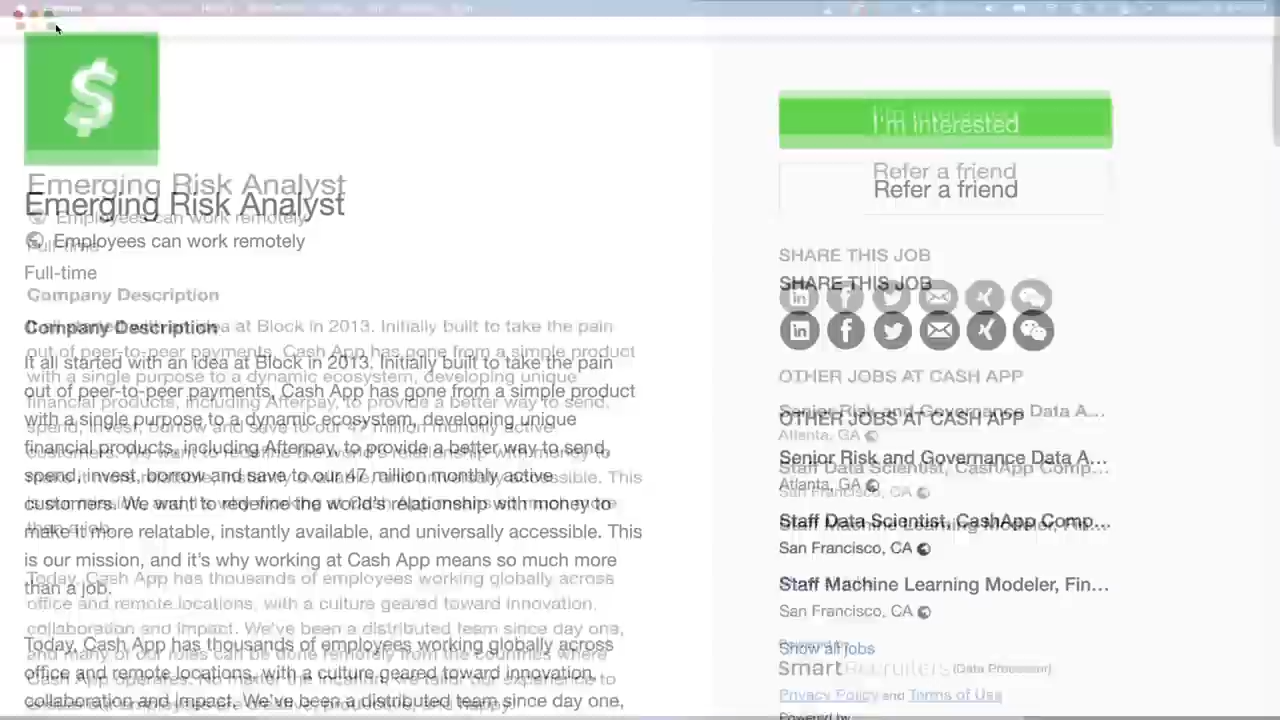 $
Emerging Risk Analyst
Employees can work remotely
Full-time
Company Description
It all started with an idea at Block in 2013. Initially built to take the pain
out of peer-to-peer payments, Cash App has gone from a simple product
with a single purpose to a dynamic ecosystem, developing unique
financial products, including Afterpay, to provide a better way to send,
spend, invest, borrow and save to our 47 million monthly active
customers. We want to redefine the world's relationship with money to
make it more relatable, instantly available, and universally accessible. This
is our mission, and it's why working at Cash App means so much more
than a job.
Today, Cash App has thousands of employees working globally across
office and remote locations, with a culture geared toward innovation,
collaboration and impact. We've been a distributed team since day one,
I'm interested
Refer a friend
SHARE THIS JOB
OTHER JOBS AT CASH APP
Senior Risk and Governance Data A...
Atlanta, GA
Staff Data Scientist, CashApp Comp...
San Francisco, CA
Staff Machine Learning Modeler, Fin...
San Francisco, CA
Show all jobs
SmartRecruiters (Data Processor)
Privacy Policy and Terms of Use
Powered by